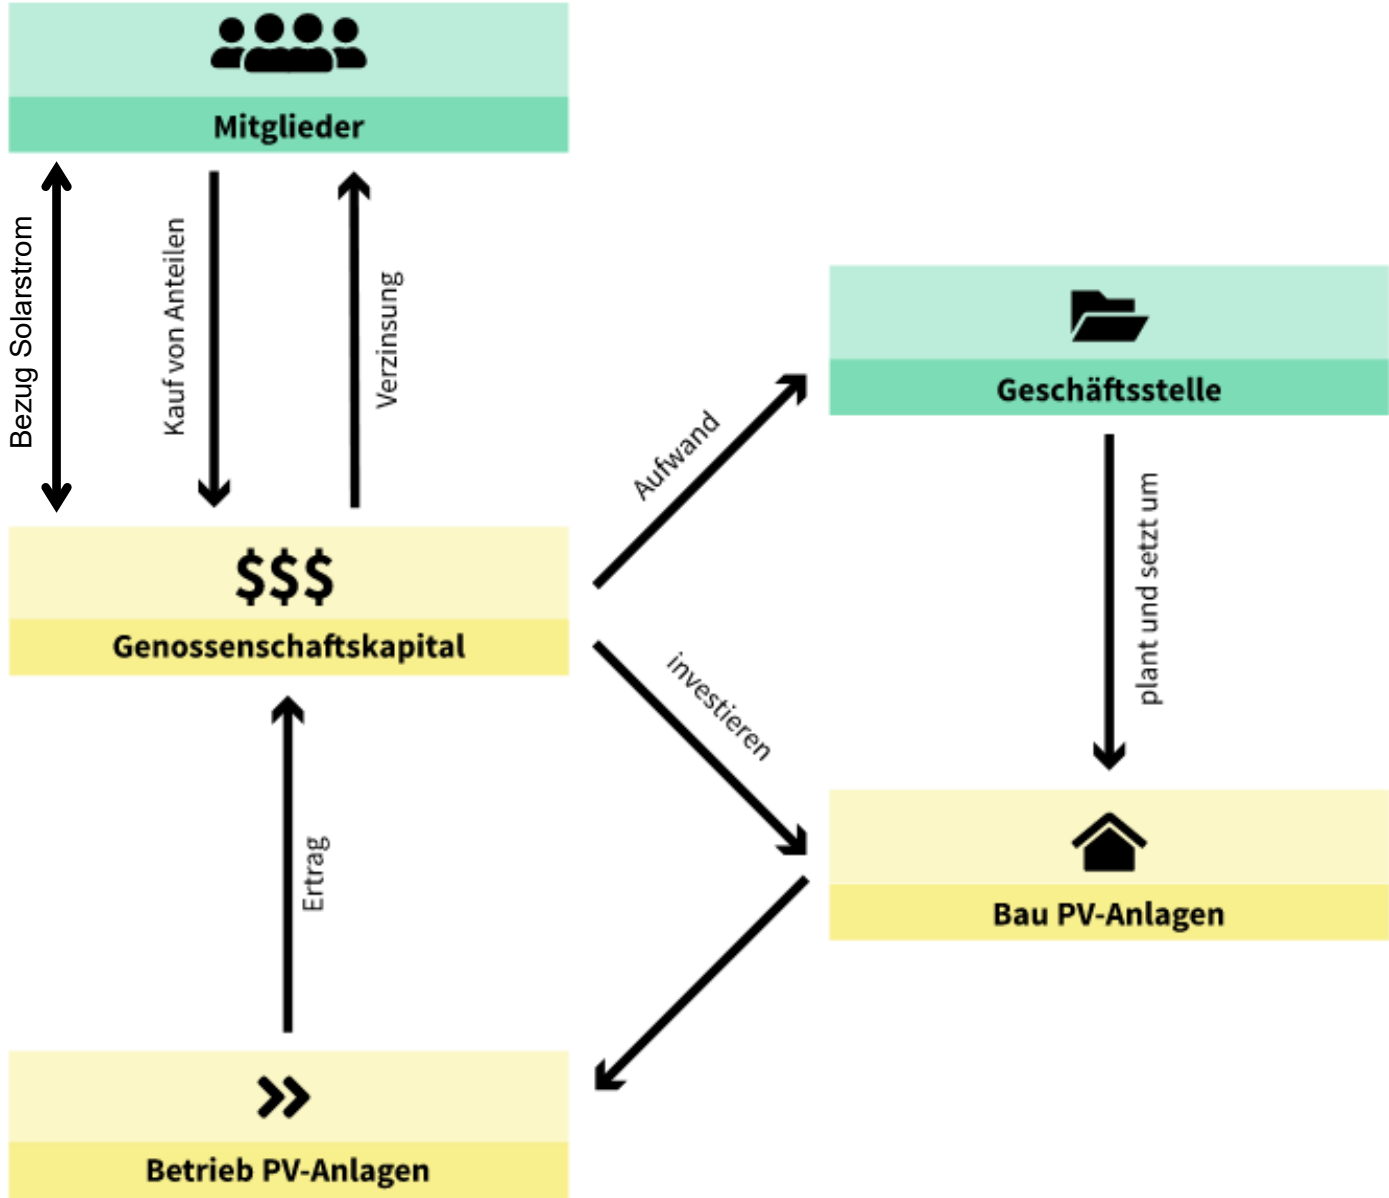 Mitglieder
Bezug Solarstrom
Kauf von Anteilen
Verzinsung
Geschäftsstelle
Aufwand
plant und setzt um
$$$
Genossenschaftskapital
investieren
Bau PV-Anlagen
Ertrag
Betrieb PV-Anlagen